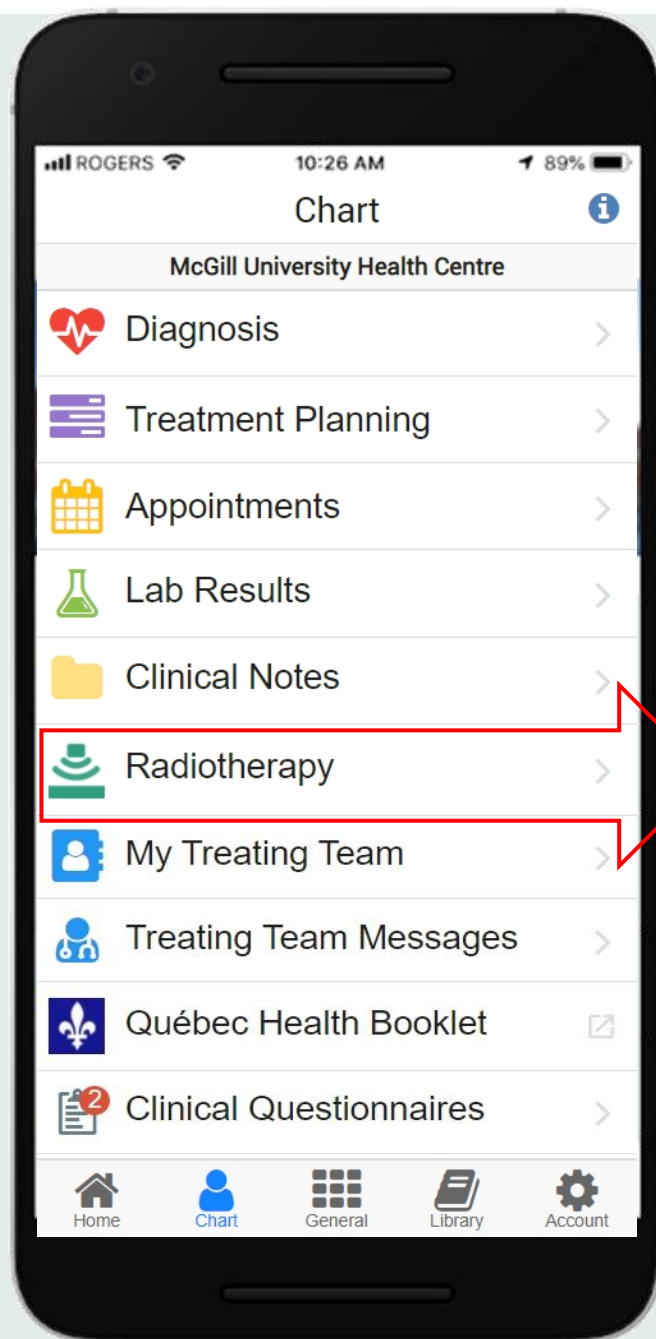 ROGERS 10:26 AM 89%
Chart
McGill University Health Centre
Diagnosis
Treatment Planning
Appointments
Lab Results
Clinical Notes
Radiotherapy
My Treating Team
Treating Team Messages
Québec Health Booklet
2
Clinical Questionnaires
Home Chart General Library Account